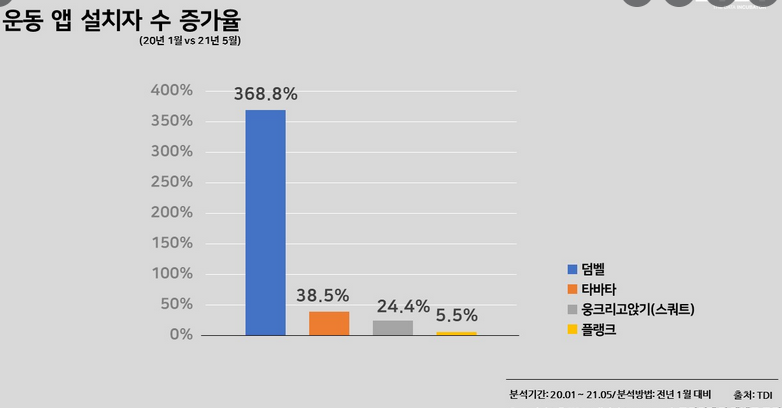 운동 앱 설치자 수 증가율
(20년 1월 vs 21년 5월)
400%
350%
300%
250%
200%
150%
100%
50%
0%
368.8%
38.5%
24.4%
5.5%
덤벨
타바타
웅크리고앉기(스쿼트)
플랭크
분석기간: 20.01 ~ 21.05/분석방법: 전년 1월 대비 출처: TDI